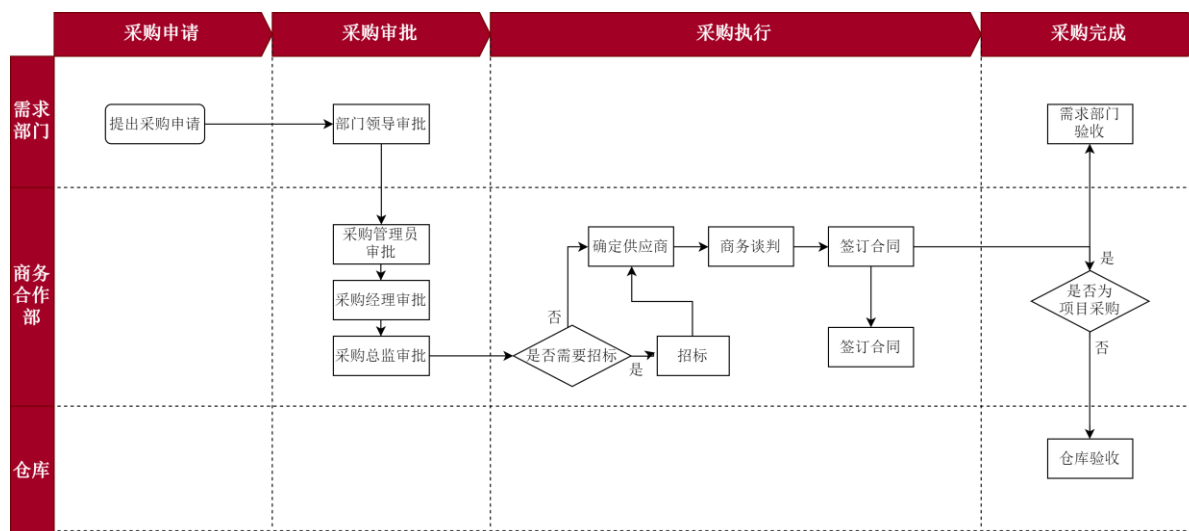 采购申请
采购审批
采购执行
采购完成
需求
部门
提出采购申请
部门领导审批
需求部门
验收
商务
合作
部
采购管理员
审批
采购经理审批
采购总监审批
否
是否需要招标
是
招标
确定供应商
商务谈判
签订合同
签订合同
是
是否为
项目采购
否
仓库
仓库验收